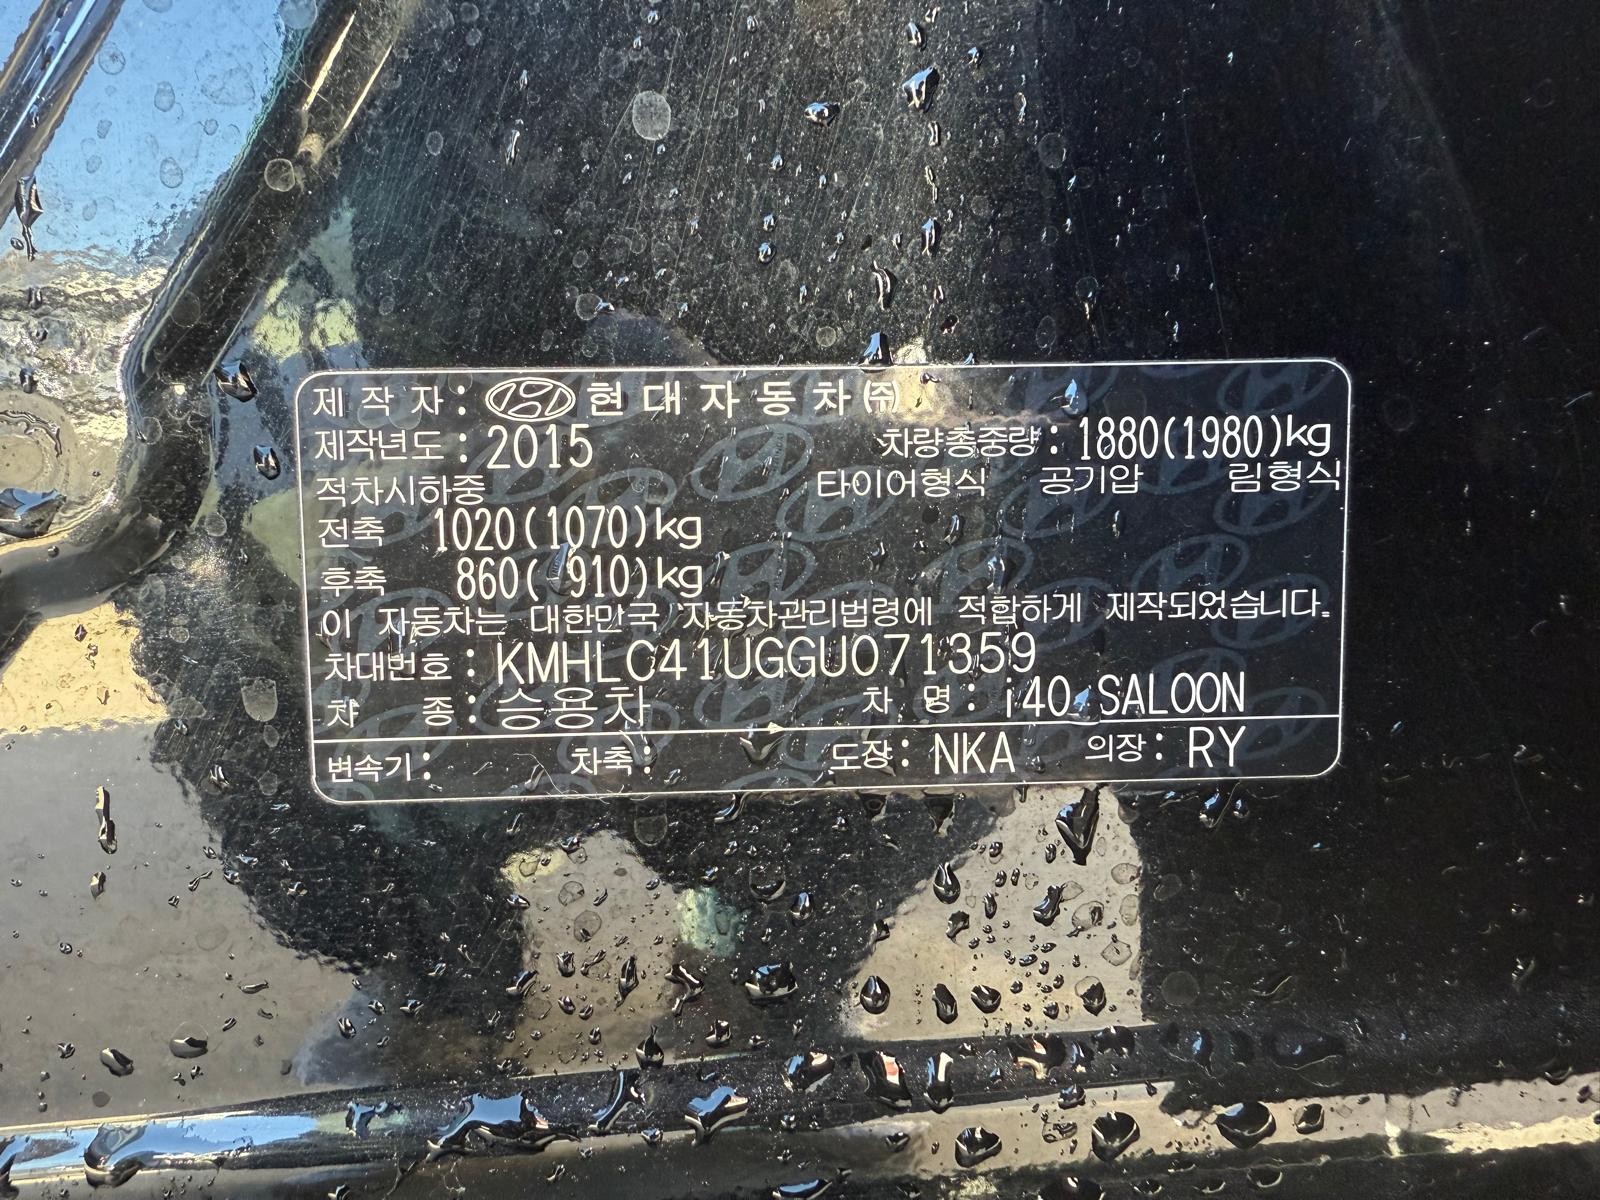 제 작 자 : 현 대 자 동 차 ㈜
제작년도 : 2015 차량총중량 : 1880(1980)kg
적차시하중 타이어형식 공기압 림형식
전축 1020(1070)kg
후축 860( 910)kg
이 자동차는 대한민국 자동차관리법령에 적합하게 제작되었습니다.
차대번호 : KMHLC41UGGU071359
차 종 : 승용차 차 명 : i40 SALOON
변속기 : 차축 : 도장 : NKA 의장 : RY